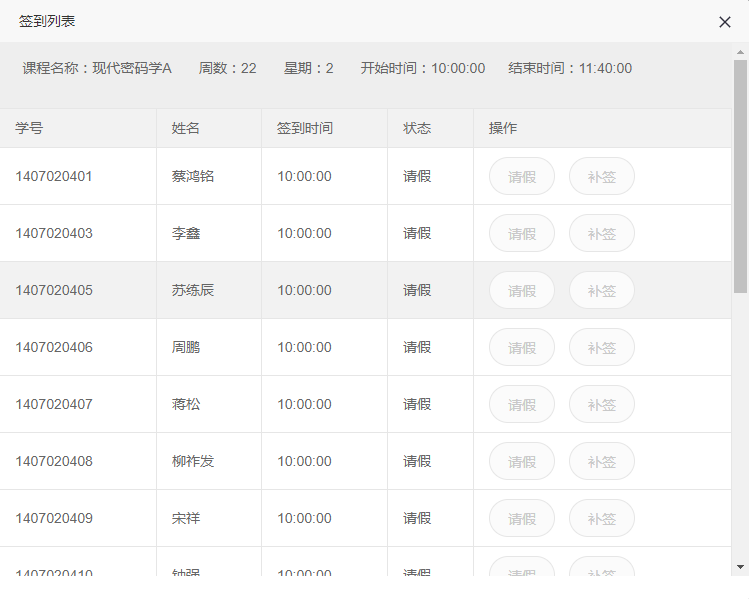 签到列表
课程名称：现代密码学A 周数：22 星期：2 开始时间：10:00:00 结束时间：11:40:00
学号 姓名 签到时间 状态 操作
1407020401 蔡鸿铭 10:00:00 请假 请假 补签
1407020403 李鑫 10:00:00 请假 请假 补签
1407020405 苏练辰 10:00:00 请假 请假 补签
1407020406 周鹏 10:00:00 请假 请假 补签
1407020407 蒋松 10:00:00 请假 请假 补签
1407020408 柳祚发 10:00:00 请假 请假 补签
1407020409 宋祥 10:00:00 请假 请假 补签
1407020410 钟强 10:00:00 请假 请假 补签